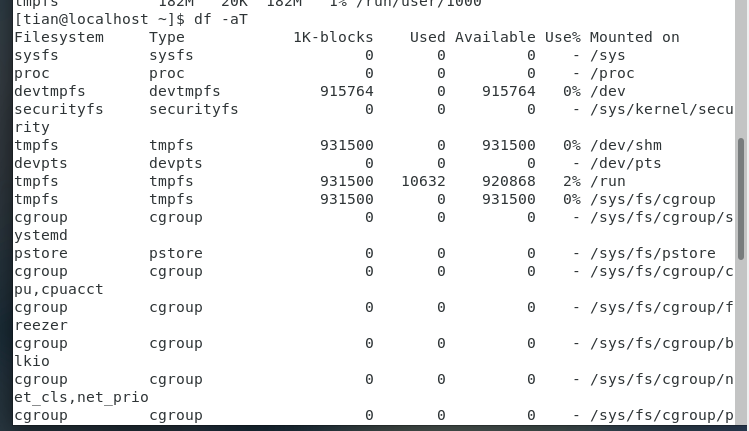 tmpfs 182M 20K 182M 1% /run/user/1000
[tian@localhost ~]$ df -aT
Filesystem Type 1K-blocks Used Available Use% Mounted on
sysfs sysfs 0 0 0 - /sys
proc proc 0 0 0 - /proc
devtmpfs devtmpfs 915764 0 915764 0% /dev
securityfs securityfs 0 0 0 - /sys/kernel/secu
rity
tmpfs tmpfs 931500 0 931500 0% /dev/shm
devpts devpts 0 0 0 - /dev/pts
tmpfs tmpfs 931500 10632 920868 2% /run
tmpfs tmpfs 931500 0 931500 0% /sys/fs/cgroup
cgroup cgroup 0 0 0 - /sys/fs/cgroup/s
ystemd
pstore pstore 0 0 0 - /sys/fs/pstore
cgroup cgroup 0 0 0 - /sys/fs/cgroup/c
pu,cpuacct
cgroup cgroup 0 0 0 - /sys/fs/cgroup/f
reezer
cgroup cgroup 0 0 0 - /sys/fs/cgroup/b
lkio
cgroup cgroup 0 0 0 - /sys/fs/cgroup/n
et_cls,net_prio
cgroup cgroup 0 0 0 - /sys/fs/cgroup/p